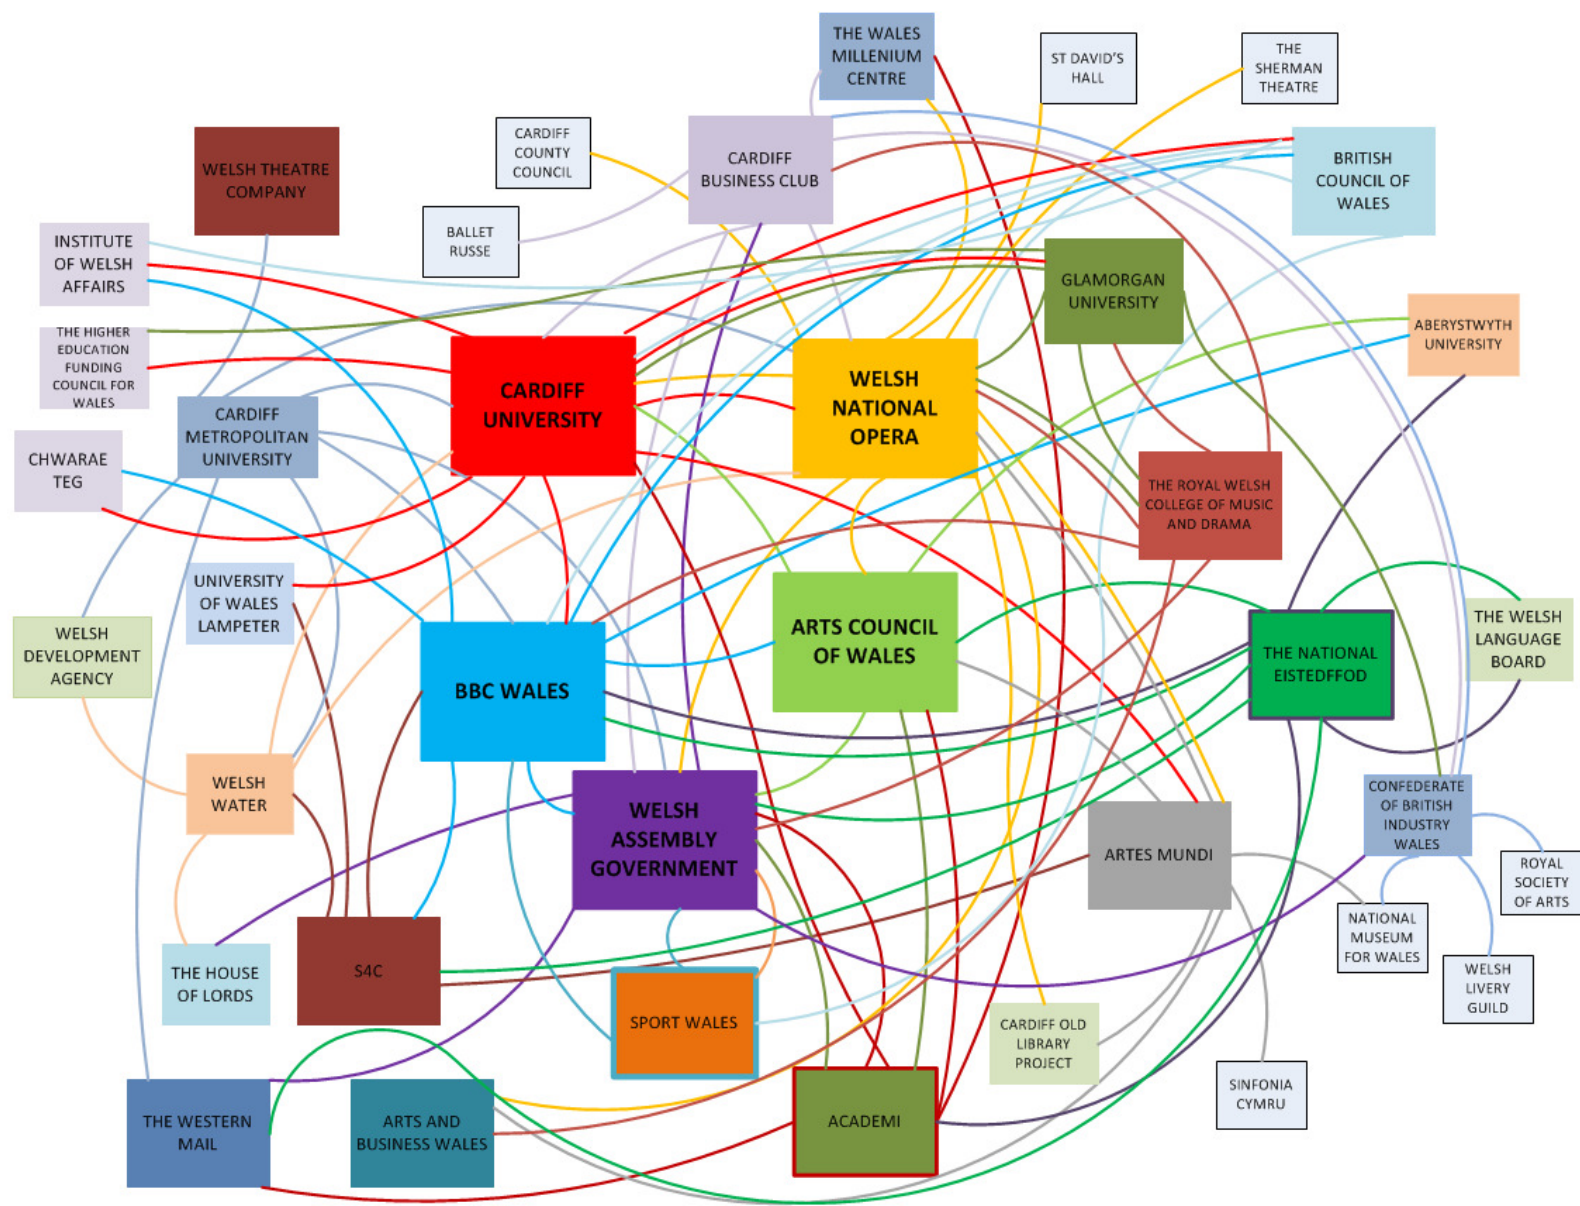 THE WALES
MILLENIUM
CENTRE
ST DAVID'S
HALL
THE
SHERMAN
THEATRE
CARDIFF
COUNTY
COUNCIL
CARDIFF
BUSINESS CLUB
BRITISH
COUNCIL OF
WALES
WELSH THEATRE
COMPANY
BALLET
RUSSE
INSTITUTE
OF WELSH
AFFAIRS
GLAMORGAN
UNIVERSITY
ABERYSTWYTH
UNIVERSITY
THE HIGHER
EDUCATION
FUNDING
COUNCIL FOR
WALES
CARDIFF
UNIVERSITY
WELSH
NATIONAL
OPERA
CARDIFF
METROPOLITAN
UNIVERSITY
CHWARAE
TEG
THE ROYAL WELSH
COLLEGE OF MUSIC
AND DRAMA
UNIVERSITY
OF WALES
LAMPETER
ARTS COUNCIL
OF WALES
THE WELSH
LANGUAGE
BOARD
WELSH
DEVELOPMENT
AGENCY
BBC WALES
THE NATIONAL
EISTEDFFOD
WELSH
WATER
WELSH
ASSEMBLY
GOVERNMENT
CONFEDERATE
OF BRITISH
INDUSTRY
WALES
ARTES MUNDI
ROYAL
SOCIETY
OF ARTS
NATIONAL
MUSEUM
FOR WALES
THE HOUSE
OF LORDS
S4C
WELSH
LIVERY
GUILD
SPORT WALES
CARDIFF OLD
LIBRARY
PROJECT
SINFONIA
CYMRU
THE WESTERN
MAIL
ARTS AND
BUSINESS WALES
ACADEMI